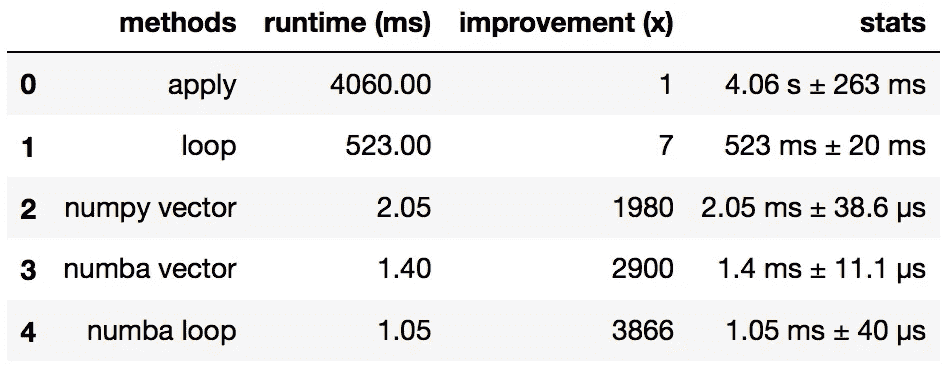 methods runtime (ms) improvement (x) stats
0 apply 4060.00 1 4.06 s ± 263 ms
1 loop 523.00 7 523 ms ± 20 ms
2 numpy vector 2.05 1980 2.05 ms ± 38.6 µs
3 numba vector 1.40 2900 1.4 ms ± 11.1 µs
4 numba loop 1.05 3866 1.05 ms ± 40 µs